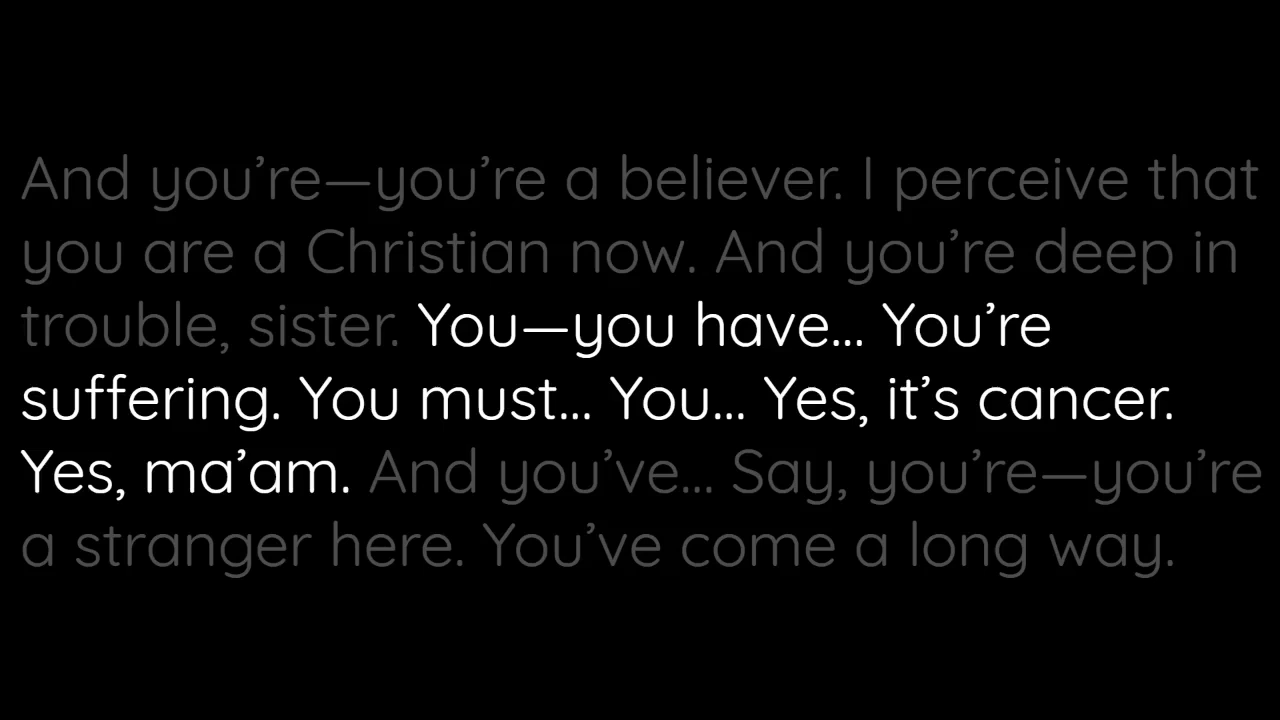 And you’re—you’re a believer. I perceive that
you are a Christian now. And you’re deep in
trouble, sister. You—you have... You’re
suffering. You must... You... Yes, it’s cancer.
Yes, ma’am. And you’ve... Say, you’re—you’re
a stranger here. You’ve come a long way.